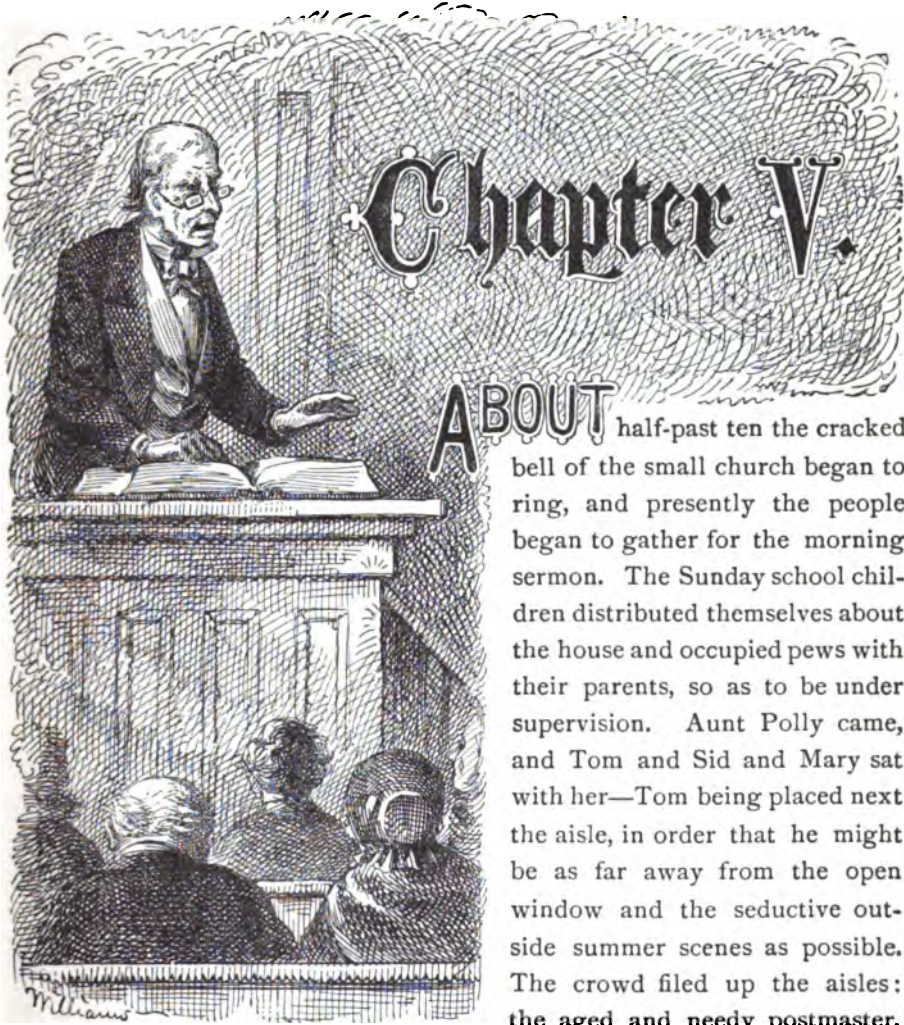 Chapter V.
ABOUT half-past ten the cracked
bell of the small church began to
ring, and presently the people
began to gather for the morning
sermon. The Sunday school chil-
dren distributed themselves about
the house and occupied pews with
their parents, so as to be under
supervision. Aunt Polly came,
and Tom and Sid and Mary sat
with her—Tom being placed next
the aisle, in order that he might
be as far away from the open
window and the seductive out-
side summer scenes as possible.
The crowd filed up the aisles:
the aged and needy postmaster,
Williams